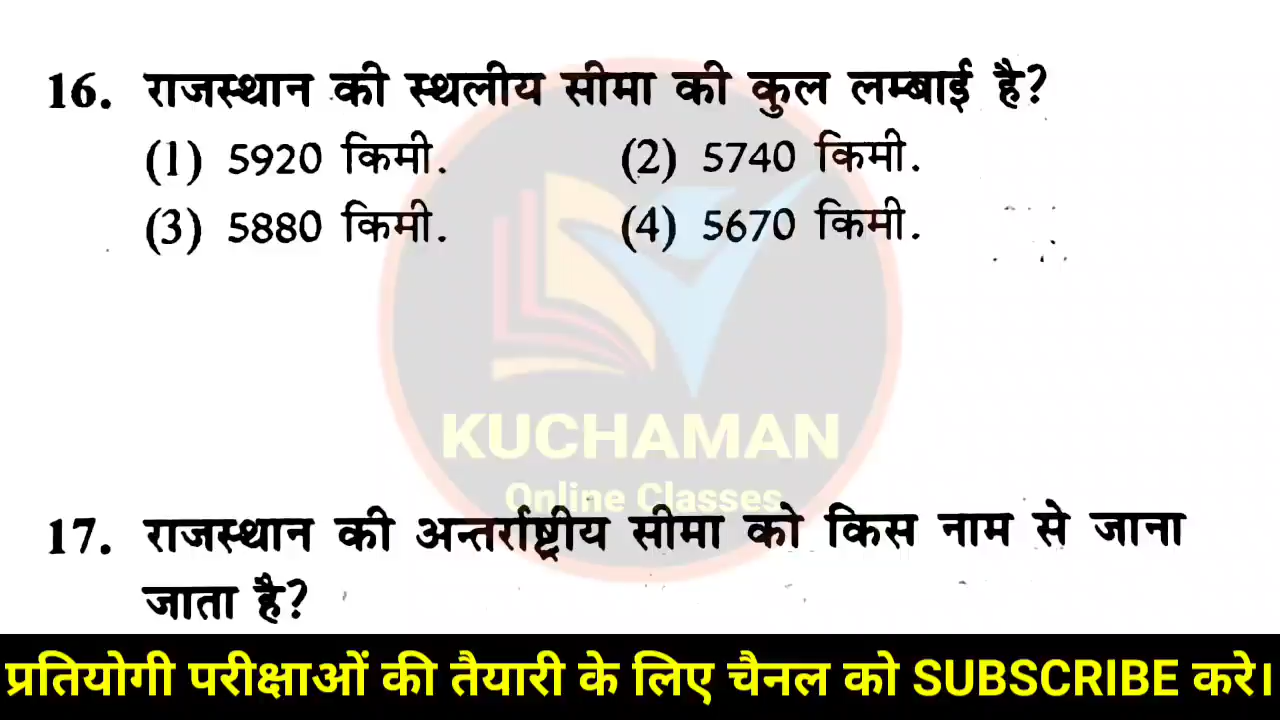 16. राजस्थान की स्थलीय सीमा की कुल लम्बाई है?
(1) 5920 किमी. (2) 5740 किमी.
(3) 5880 किमी. (4) 5670 किमी.
KUCHAMAN
Online Classes
17. राजस्थान की अन्तर्राष्ट्रीय सीमा को किस नाम से जाना
जाता है?
प्रतियोगी परीक्षाओं की तैयारी के लिए चैनल को SUBSCRIBE करे।